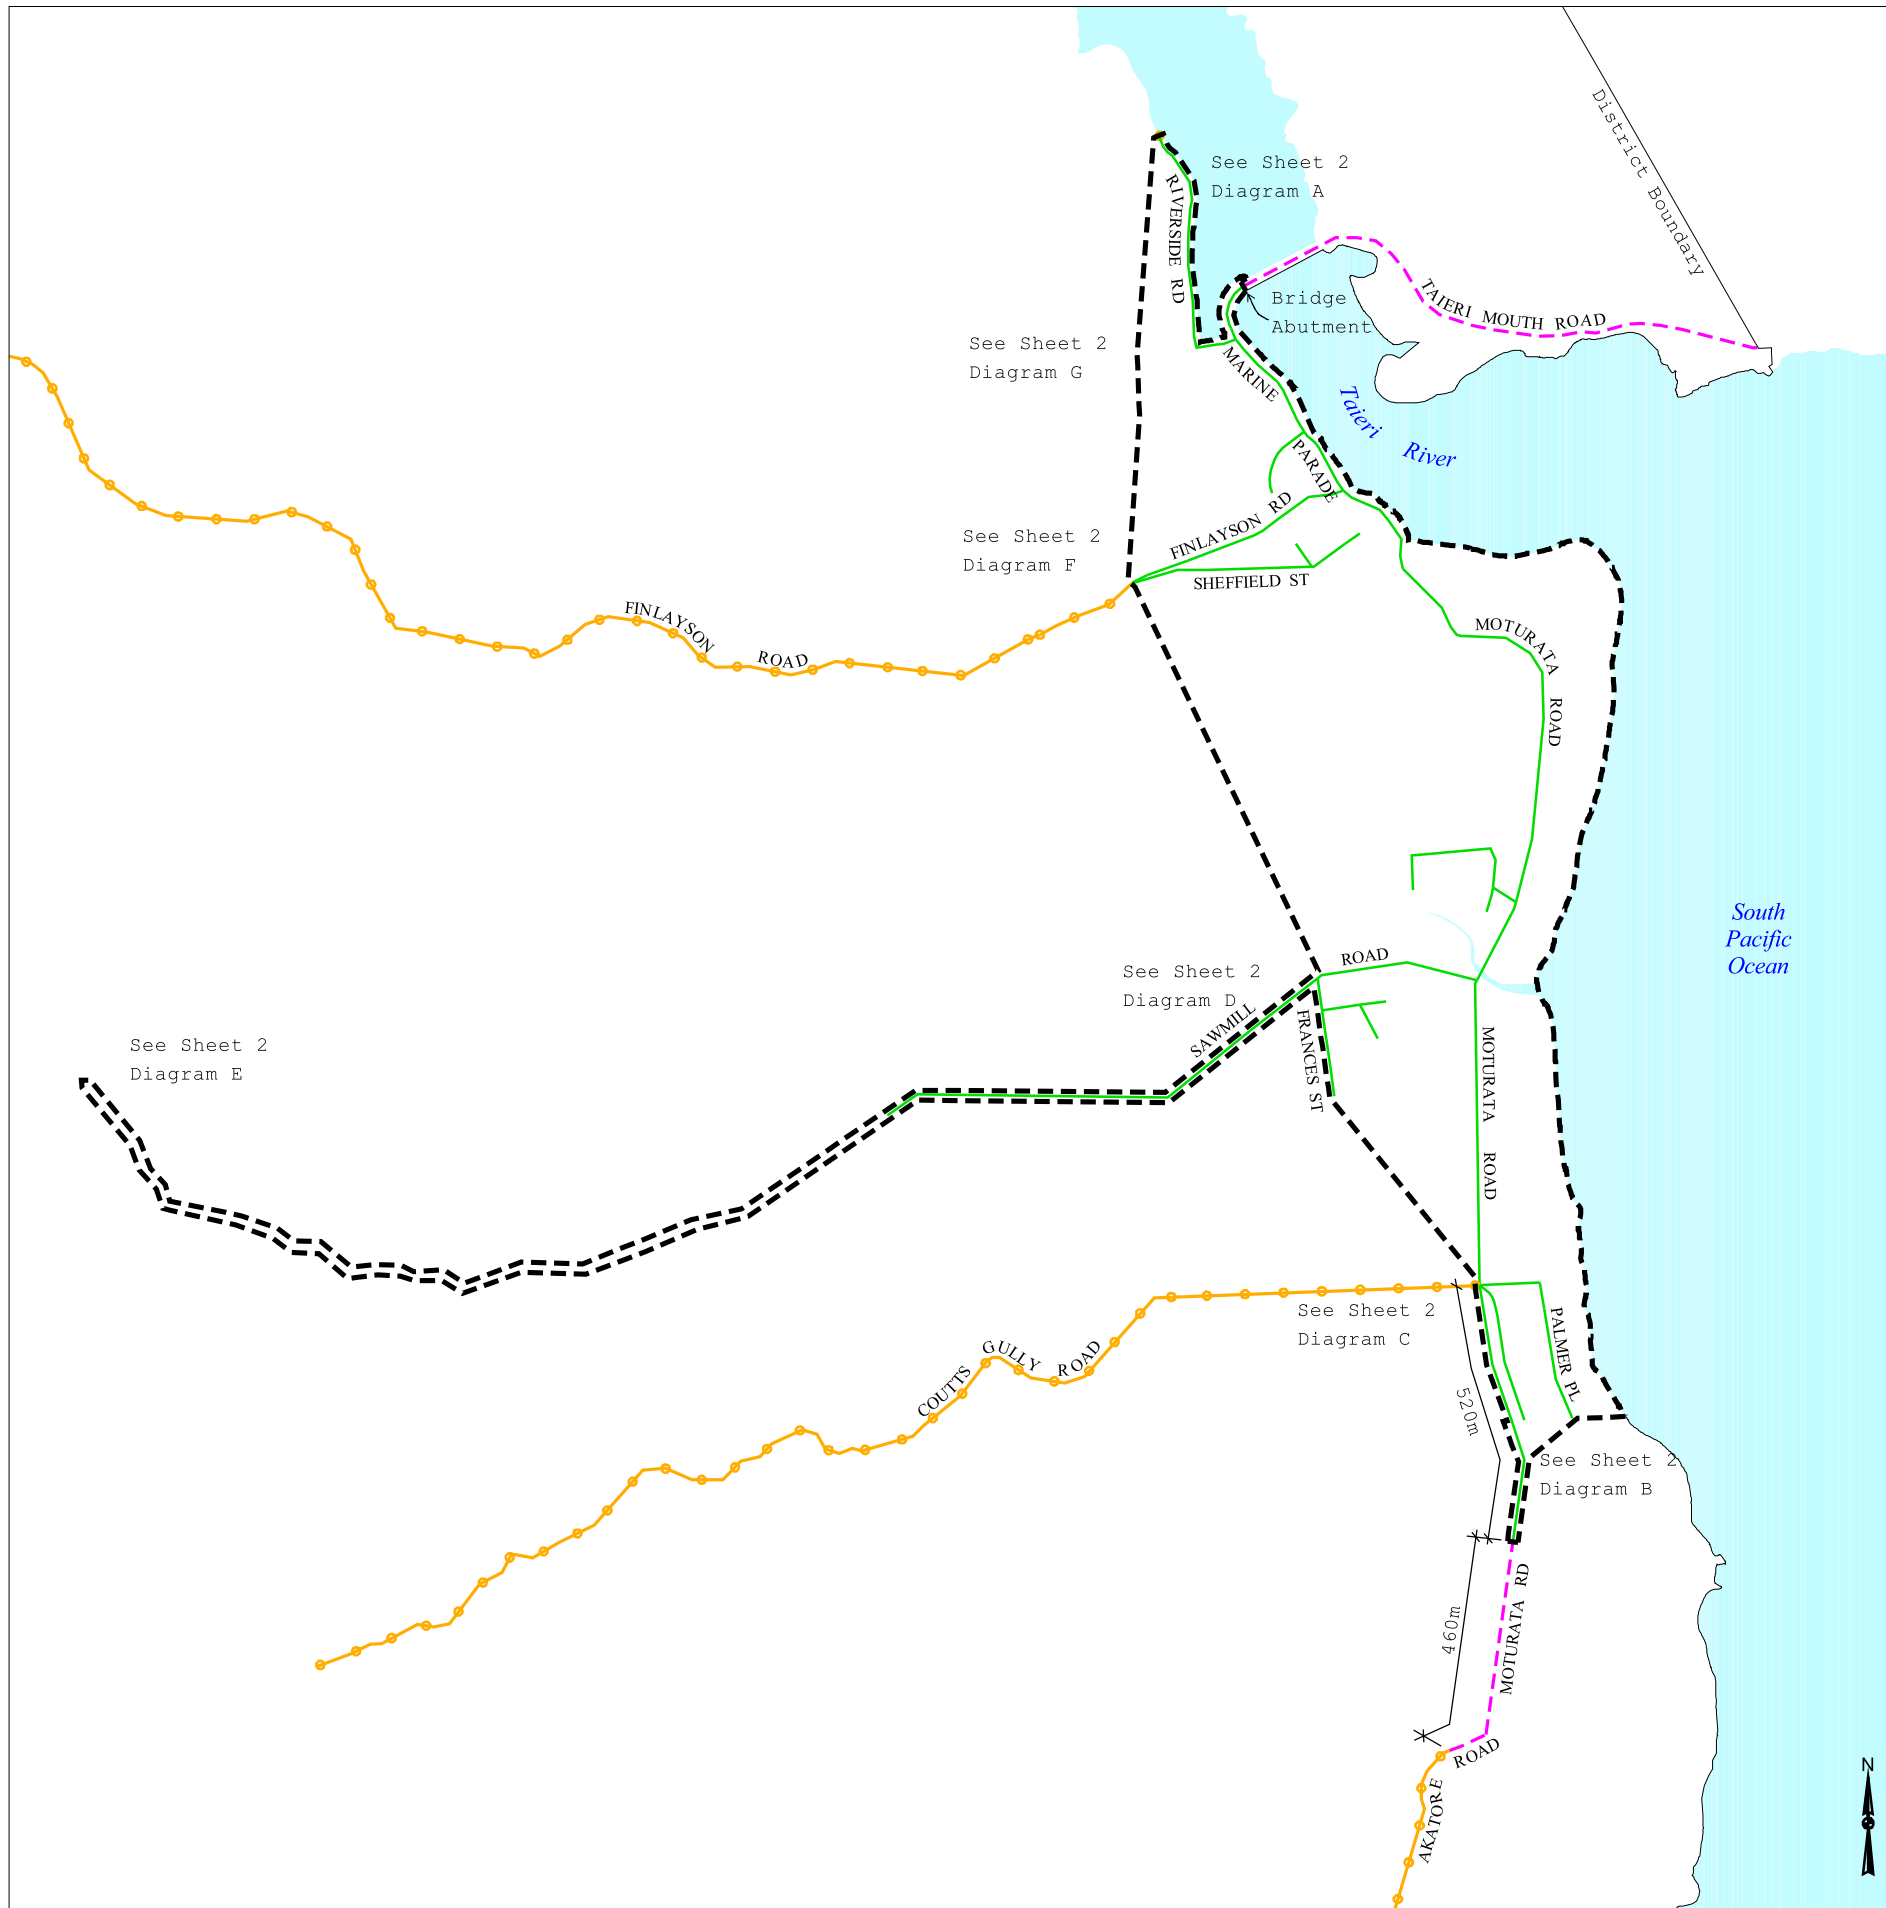 District Boundary
See Sheet 2
Diagram A
RIVERSIDE RD
Bridge
Abutment
TAIERI MOUTH ROAD
See Sheet 2
Diagram G
MARINE
PARADE
Taieri River
See Sheet 2
Diagram F
FINLAYSON RD
SHEFFIELD ST
FINLAYSON ROAD
MOTURATA ROAD
South
Pacific
Ocean
See Sheet 2
Diagram D
SAWMILL ROAD
FRANCES ST
MOTURATA ROAD
See Sheet 2
Diagram E
See Sheet 2
Diagram C
PALMER PL
COUTTS GULLY ROAD
520m
See Sheet 2
Diagram B
460m
MOTURATA RD
AKATORE ROAD
N